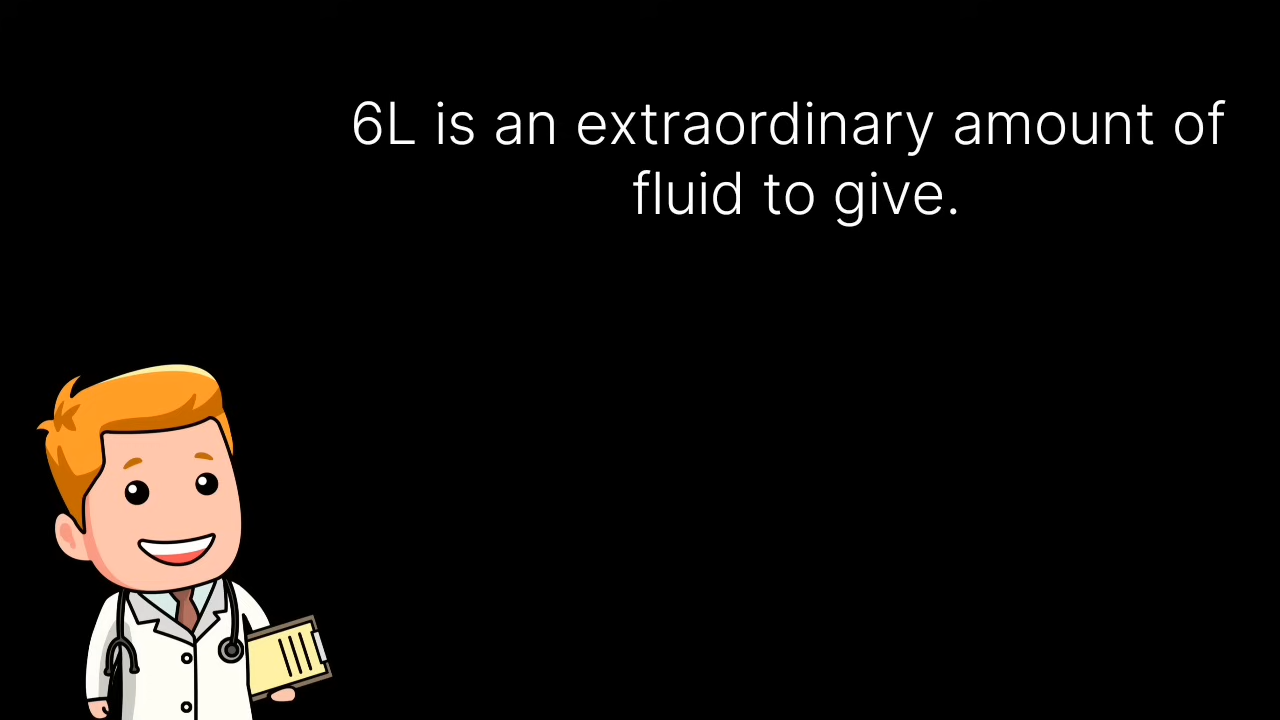 6L is an extraordinary amount of
fluid to give.